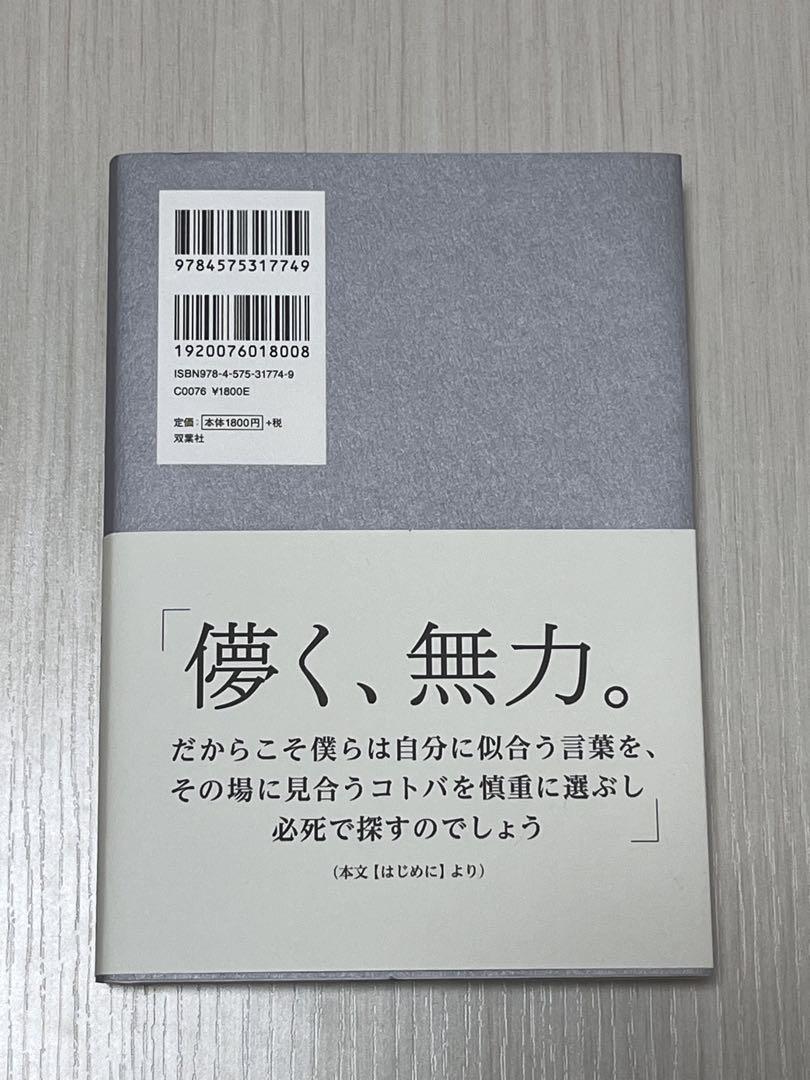 9784575317749
1920076018008
ISBN978-4-575-31774-9
C0076 ¥1800E
定価：本体1800円+税
双葉社
「儚く、無力。
だからこそ僕らは自分に似合う言葉を、
その場に見合うコトバを慎重に選ぶし
必死で探すのでしょう」
（本文【はじめに】より）